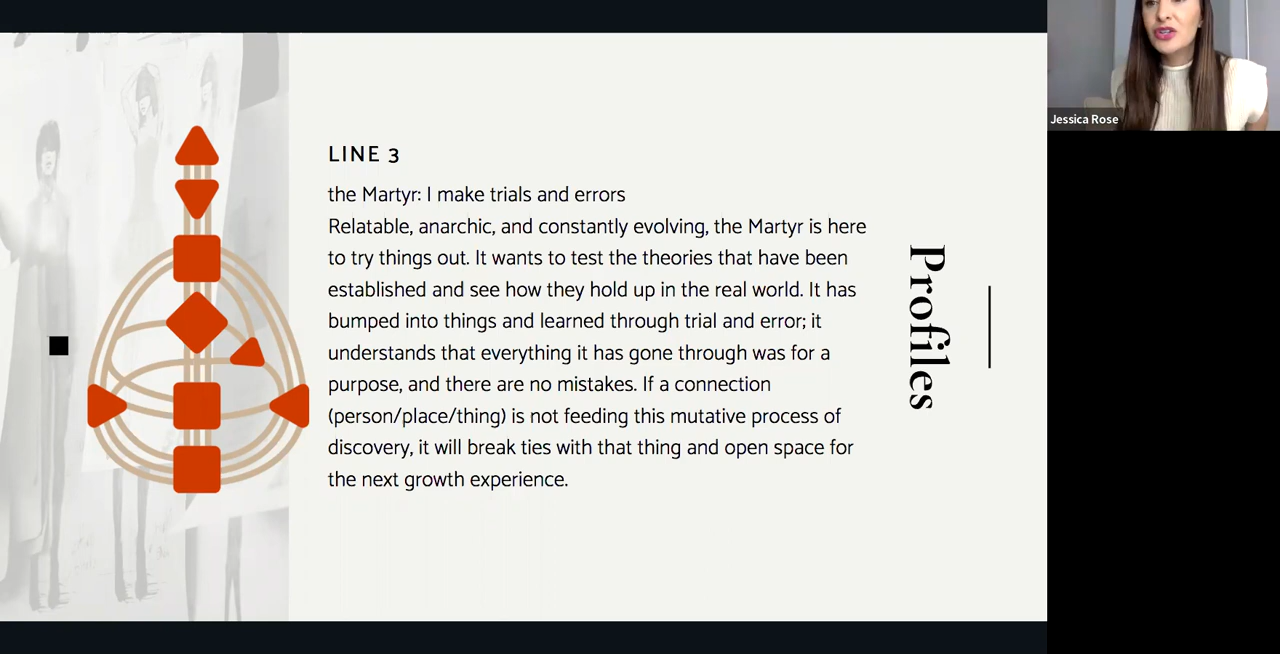 LINE 3
the Martyr: I make trials and errors
Relatable, anarchic, and constantly evolving, the Martyr is here
to try things out. It wants to test the theories that have been
established and see how they hold up in the real world. It has
bumped into things and learned through trial and error; it
understands that everything it has gone through was for a
purpose, and there are no mistakes. If a connection
(person/place/thing) is not feeding this mutative process of
discovery, it will break ties with that thing and open space for
the next growth experience.
Profiles
Jessica Rose